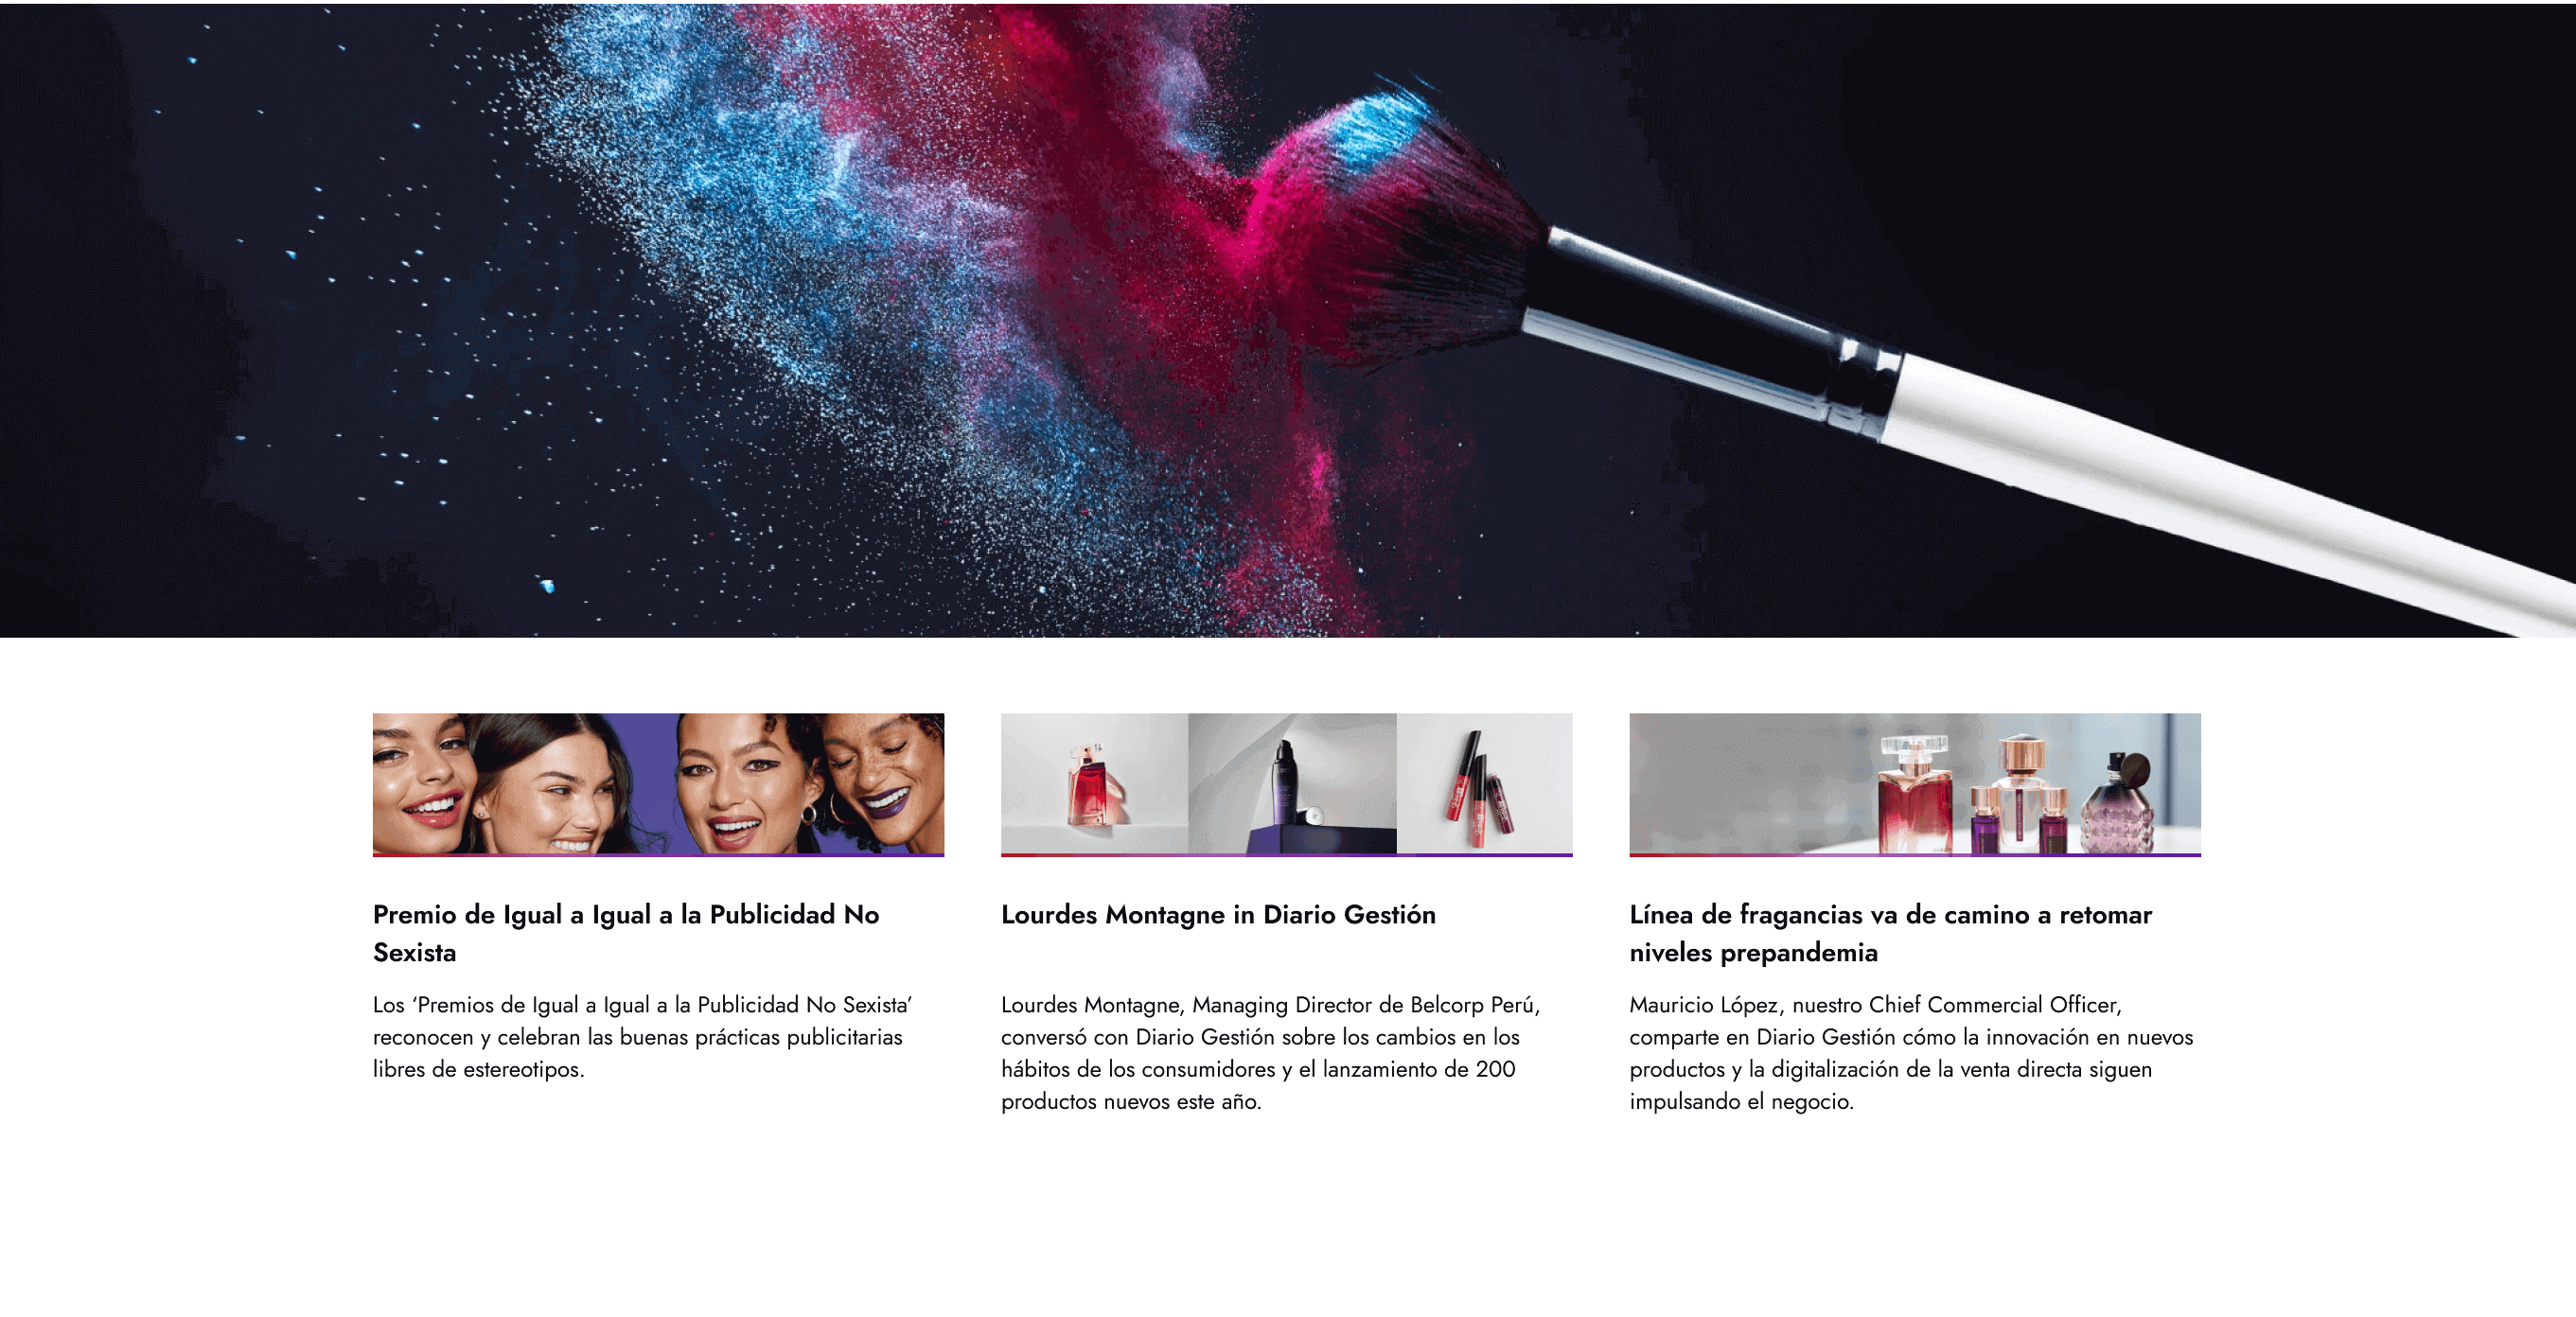 Premio de Igual a Igual a la Publicidad No
Sexista
Los ‘Premios de Igual a Igual a la Publicidad No Sexista’
reconocen y celebran las buenas prácticas publicitarias
libres de estereotipos.
Lourdes Montagne in Diario Gestión
Lourdes Montagne, Managing Director de Belcorp Perú,
conversó con Diario Gestión sobre los cambios en los
hábitos de los consumidores y el lanzamiento de 200
productos nuevos este año.
Línea de fragancias va de camino a retomar
niveles prepandemia
Mauricio López, nuestro Chief Commercial Officer,
comparte en Diario Gestión cómo la innovación en nuevos
productos y la digitalización de la venta directa siguen
impulsando el negocio.